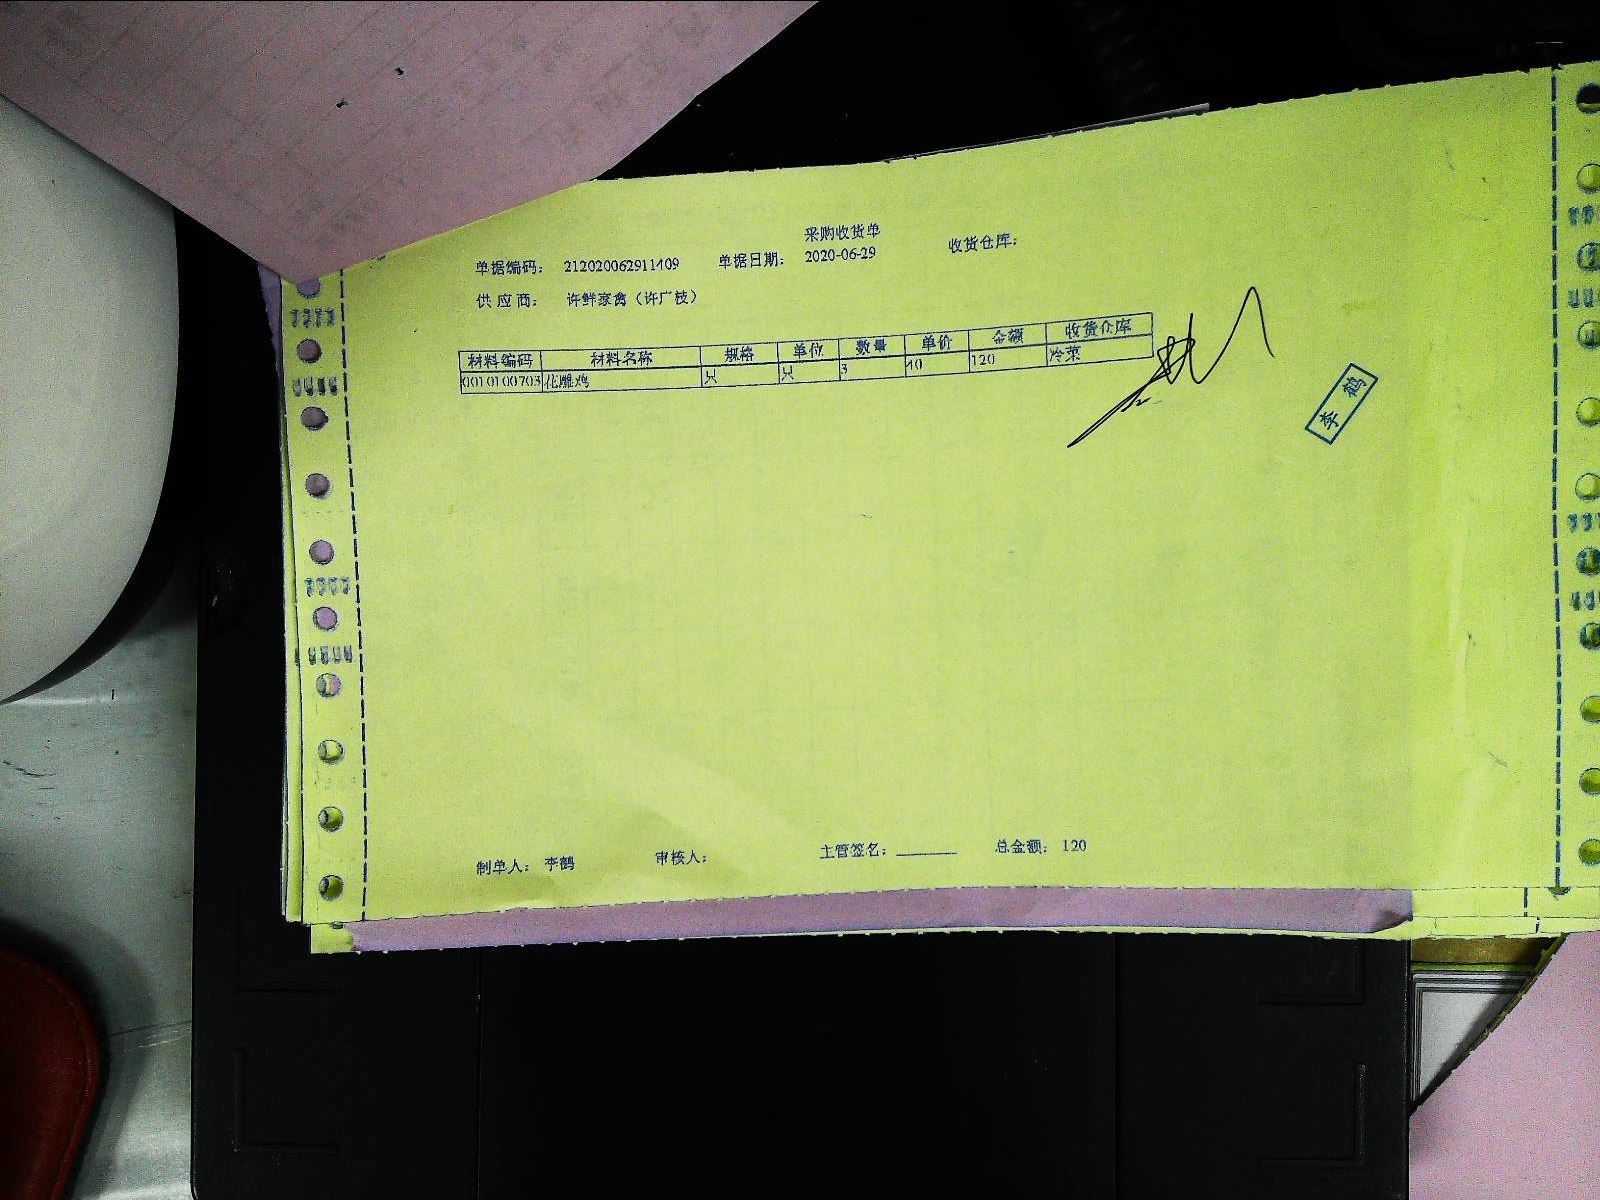 采购收货单
单据编码： 212020062911409 单据日期： 2020-06-29 收货仓库：
供 应 商： 许鲜家禽（许广枝）
材料编码 材料名称 规格 单位 数量 单价 金额 收货仓库
0010100703 花雕鸡 只 只 3 40 120 冷菜
李鹤
制单人： 李鹤 审核人： 主管签名： 总金额： 120